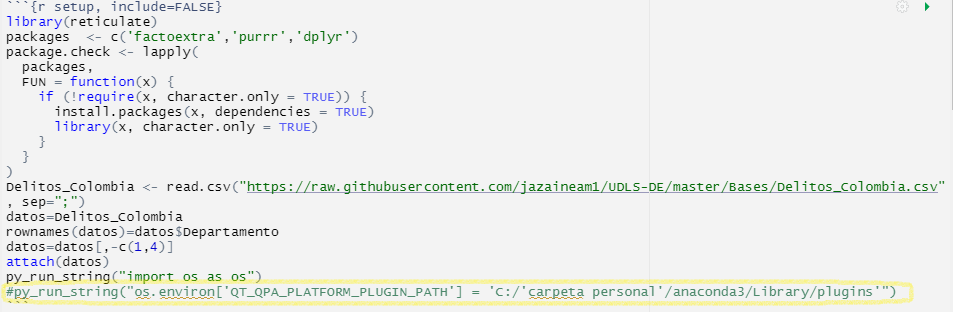 ```{r setup, include=FALSE}
library(reticulate)
packages  <- c('factoextra','purrr','dplyr')
package.check <- lapply(
  packages,
  FUN = function(x) {
    if (!require(x, character.only = TRUE)) {
      install.packages(x, dependencies = TRUE)
      library(x, character.only = TRUE)
    }
  }
)
Delitos_Colombia <- read.csv("https://raw.githubusercontent.com/jazaineam1/UDLS-DE/master/Bases/Delitos_Colombia.csv"
, sep=";")
datos=Delitos_Colombia
rownames(datos)=datos$Departamento
datos=datos[,-c(1,4)]
attach(datos)
py_run_string("import os as os")
#py_run_string("os.environ['QT_QPA_PLATFORM_PLUGIN_PATH'] = 'C:/'carpeta personal'/anaconda3/Library/plugins'")
```